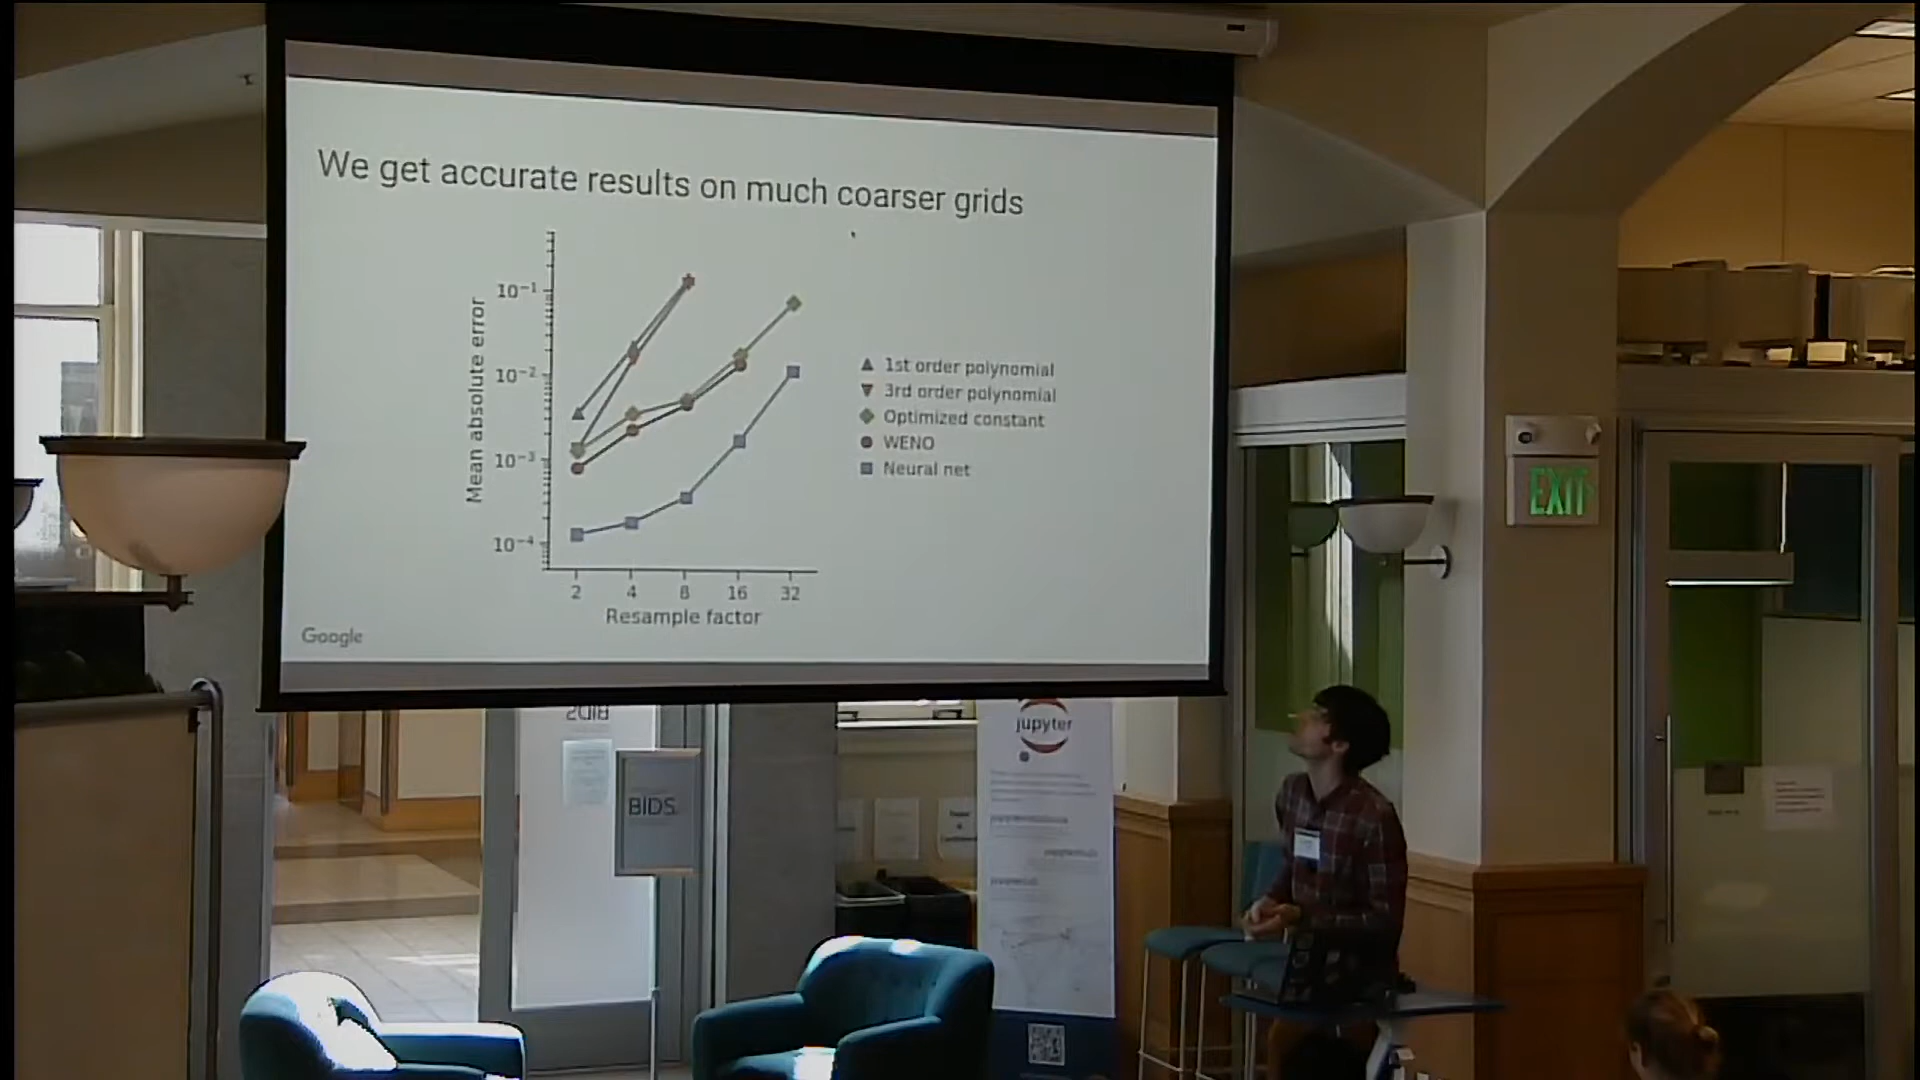 We get accurate results on much coarser grids
Mean absolute error
10⁻¹
10⁻²
10⁻³
10⁻⁴
2 4 8 16 32
Resample factor
1st order polynomial
3rd order polynomial
Optimized constant
WENO
Neural net
Google
EXIT
BIDS
jupyter
BIDS.